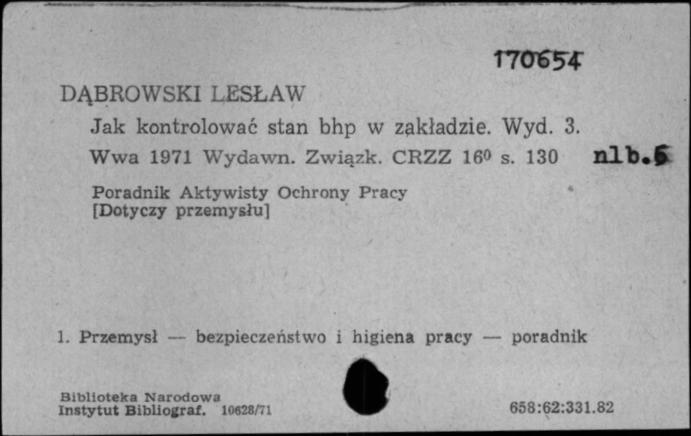 170654
DĄBROWSKI LESŁAW
Jak kontrolować stan bhp w zakładzie. Wyd. 3.
Wwa 1971 Wydawn. Związk. CRZZ 16⁰ s. 130 nlb.5
Poradnik Aktywisty Ochrony Pracy
[Dotyczy przemysłu]
1. Przemysł — bezpieczeństwo i higiena pracy — poradnik
Biblioteka Narodowa
Instytut Bibliograf. 10628/71
658:62:331.82